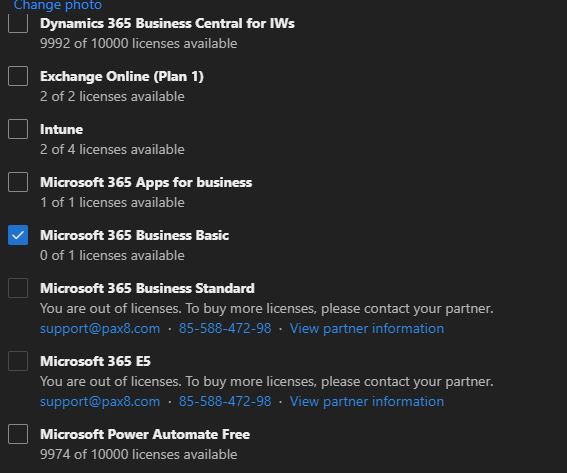 Change photo
Dynamics 365 Business Central for IWs
9992 of 10000 licenses available
Exchange Online (Plan 1)
2 of 2 licenses available
Intune
2 of 4 licenses available
Microsoft 365 Apps for business
1 of 1 licenses available
Microsoft 365 Business Basic
0 of 1 licenses available
Microsoft 365 Business Standard
You are out of licenses. To buy more licenses, please contact your partner.
support@pax8.com · 85-588-472-98 · View partner information
Microsoft 365 E5
You are out of licenses. To buy more licenses, please contact your partner.
support@pax8.com · 85-588-472-98 · View partner information
Microsoft Power Automate Free
9974 of 10000 licenses available